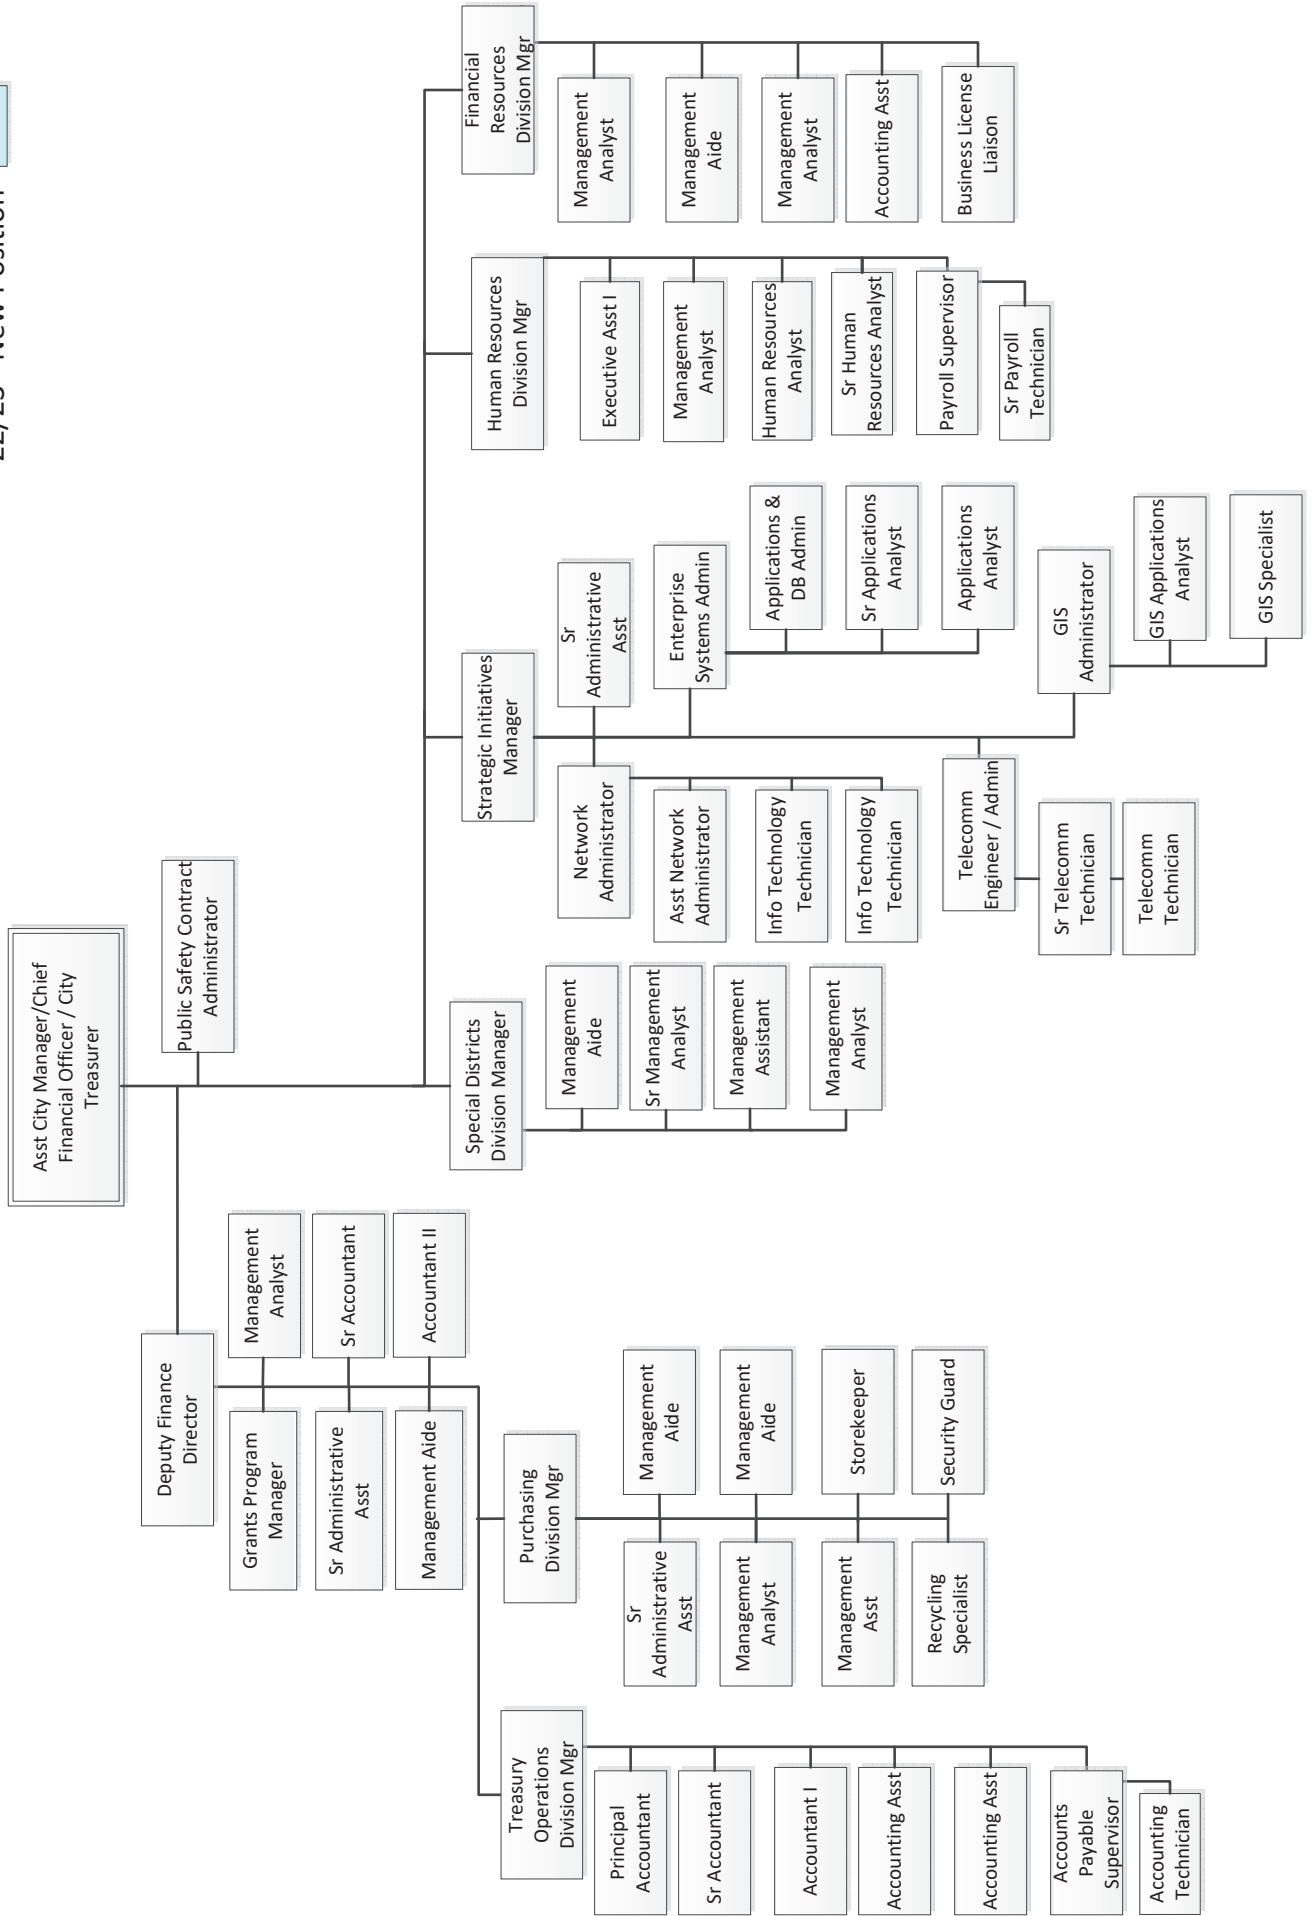 22/23 - New Position
Asst City Manager/Chief
Financial Officer / City
Treasurer
Public Safety Contract
Administrator
Deputy Finance
Director
Grants Program
Manager
Management
Analyst
Sr Administrative
Asst
Sr Accountant
Management Aide
Accountant II
Treasury
Operations
Division Mgr
Principal
Accountant
Sr Accountant
Accountant I
Accounting Asst
Accounting Asst
Accounts
Payable
Supervisor
Accounting
Technician
Purchasing
Division Mgr
Sr
Administrative
Asst
Management
Aide
Management
Analyst
Management
Aide
Management
Asst
Storekeeper
Recycling
Specialist
Security Guard
Special Districts
Division Manager
Management
Aide
Sr Management
Analyst
Management
Assistant
Management
Analyst
Strategic Initiatives
Manager
Network
Administrator
Sr
Administrative
Asst
Asst Network
Administrator
Info Technology
Technician
Info Technology
Technician
Enterprise
Systems Admin
Applications &
DB Admin
Sr Applications
Analyst
Applications
Analyst
Telecomm
Engineer / Admin
Sr Telecomm
Technician
Telecomm
Technician
GIS
Administrator
GIS Applications
Analyst
GIS Specialist
Human Resources
Division Mgr
Executive Asst I
Management
Analyst
Human Resources
Analyst
Sr Human
Resources Analyst
Payroll Supervisor
Sr Payroll
Technician
Financial
Resources
Division Mgr
Management
Analyst
Management
Aide
Management
Analyst
Accounting Asst
Business License
Liaison